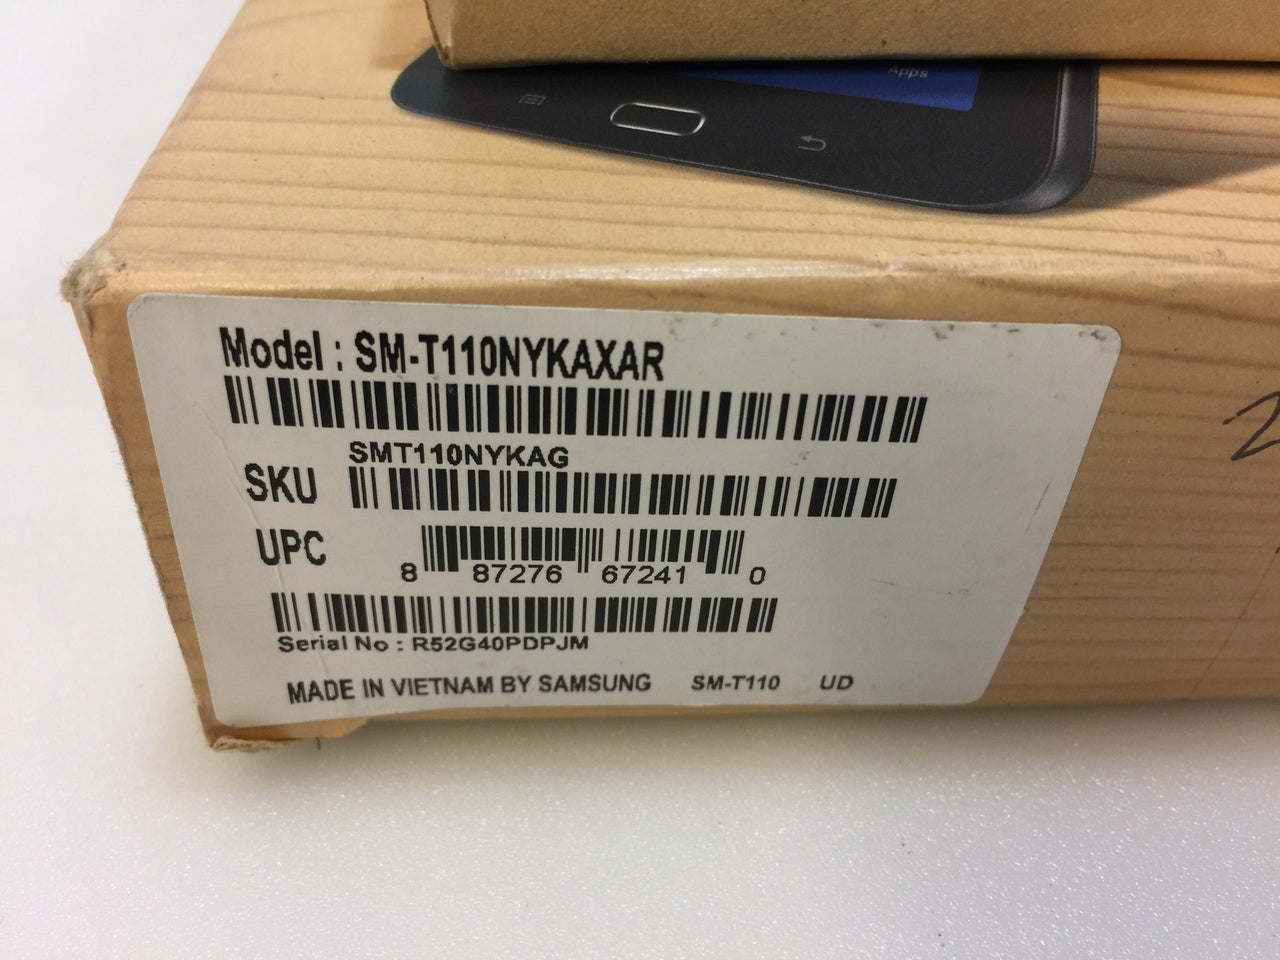 Apps
Model : SM-T110NYKAXAR
SMT110NYKAG
SKU
UPC
8 87276 67241 0
Serial No : R52G40PDPJM
MADE IN VIETNAM BY SAMSUNG SM-T110 UD